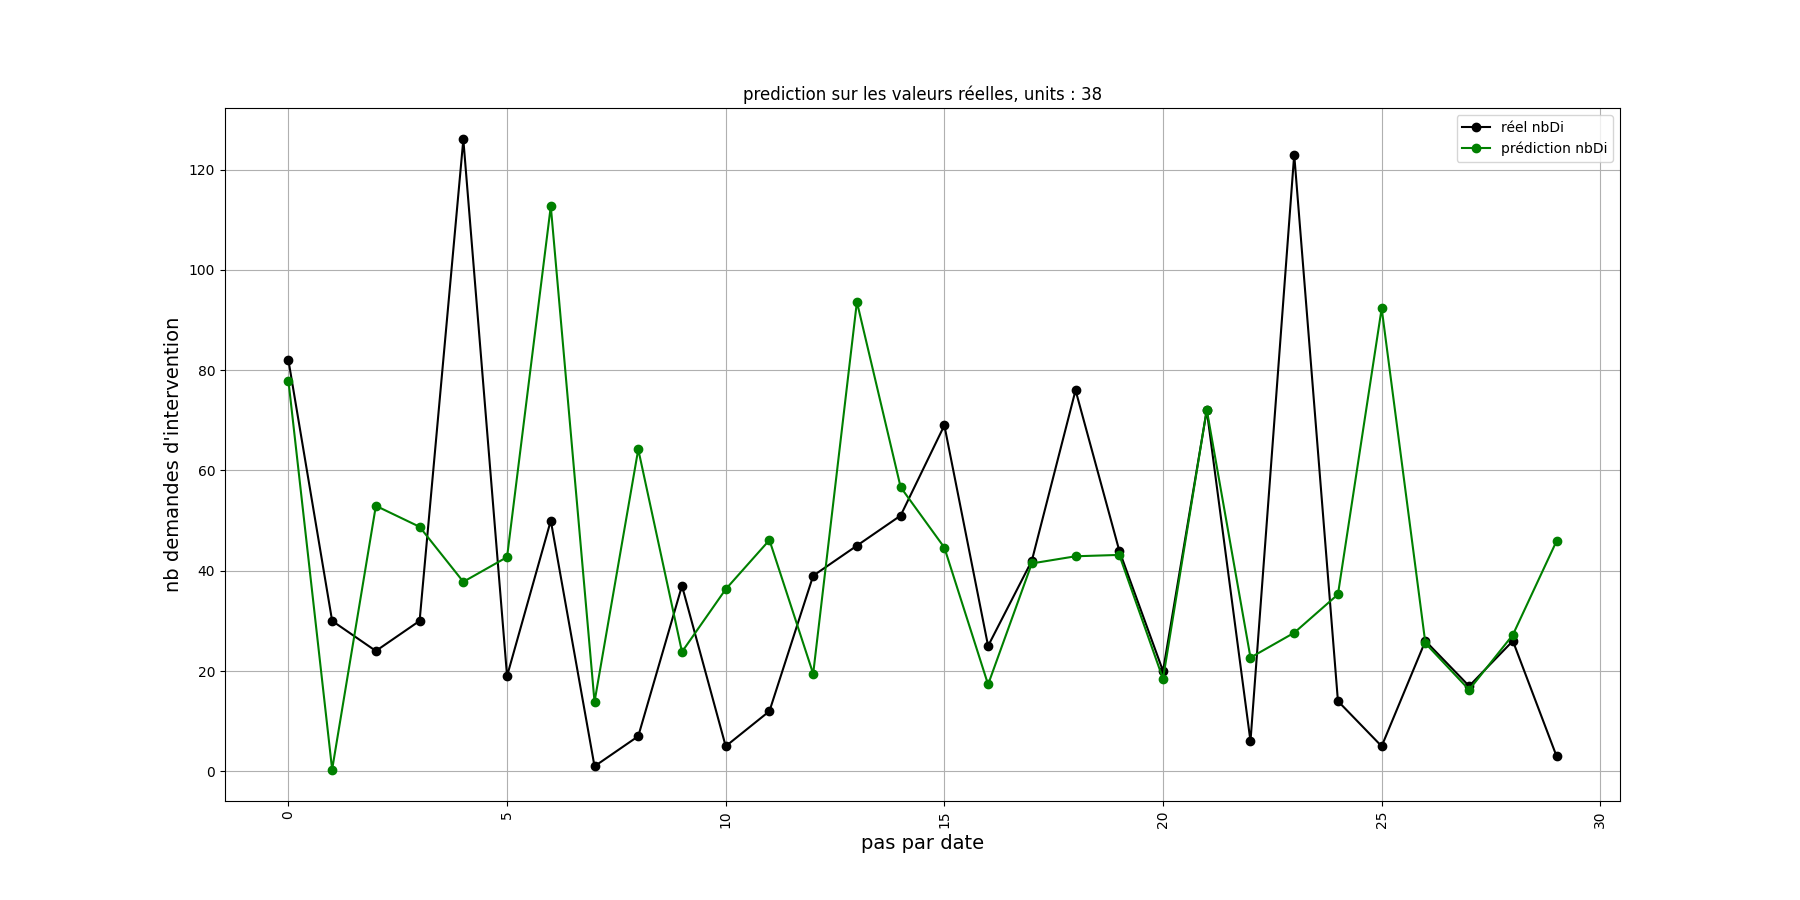 prediction sur les valeurs réelles, units : 38
réel nbDi
prédiction nbDi
nb demandes d'intervention
120
100
80
60
40
20
0
0 5 10 15 20 25 30
pas par date